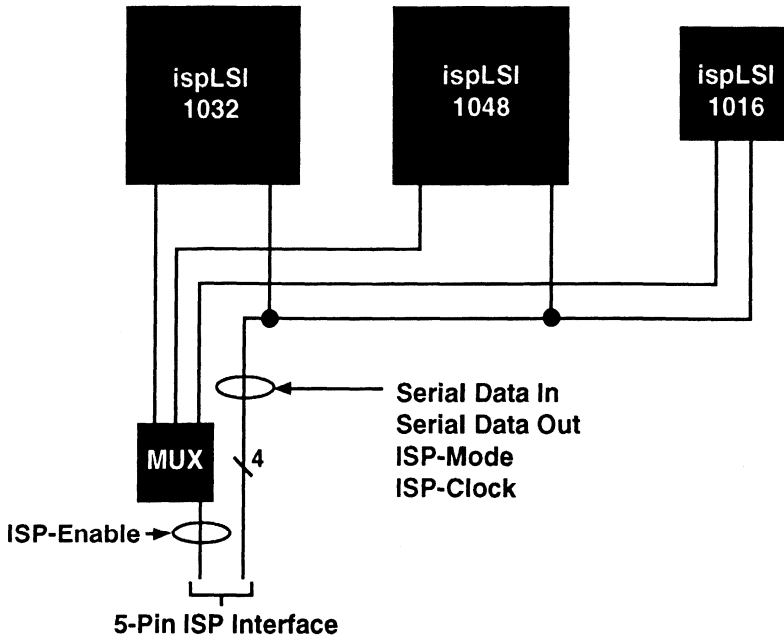 ispLSI
1032
ispLSI
1048
ispLSI
1016
Serial Data In
Serial Data Out
ISP-Mode
ISP-Clock
MUX
4
ISP-Enable
5-Pin ISP Interface